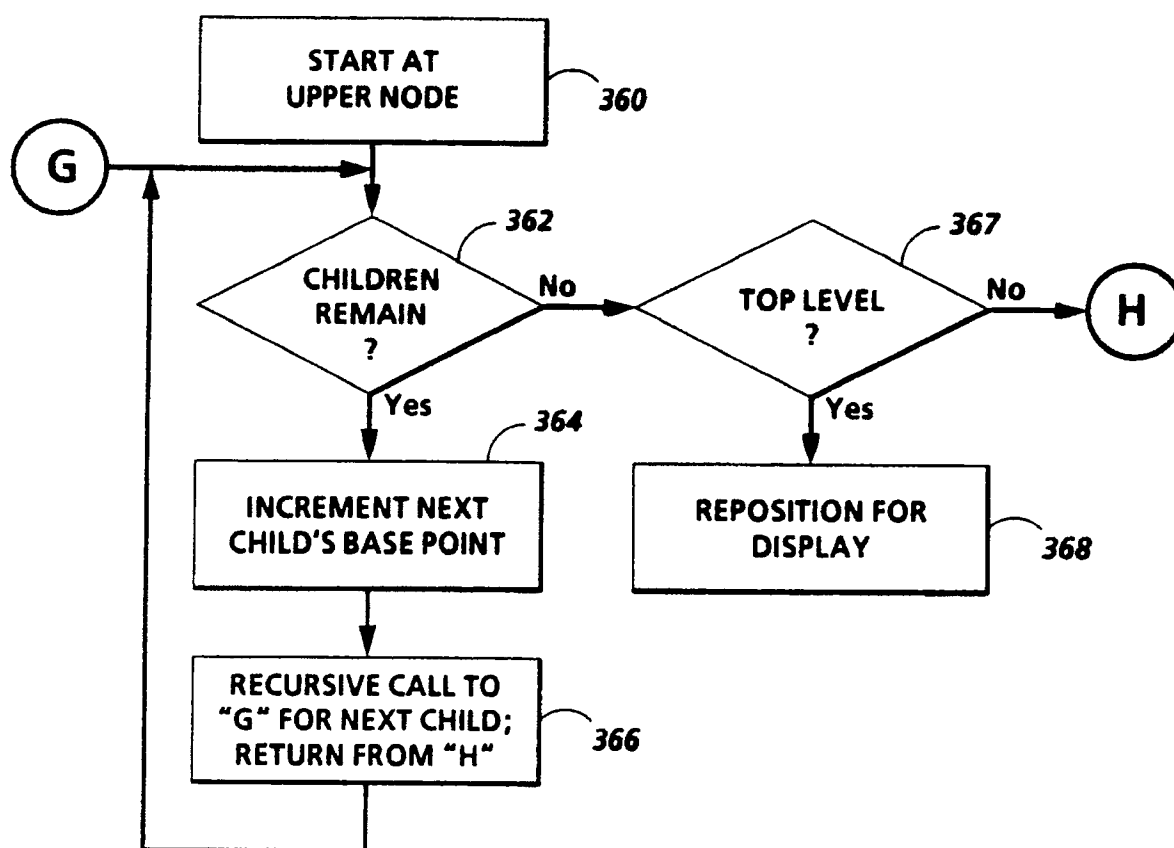 START AT
UPPER NODE
360
G
362
CHILDREN
REMAIN
?
No
Yes
367
TOP LEVEL
?
No
Yes
H
364
INCREMENT NEXT
CHILD'S BASE POINT
REPOSITION FOR
DISPLAY
368
RECURSIVE CALL TO
"G" FOR NEXT CHILD;
RETURN FROM "H"
366